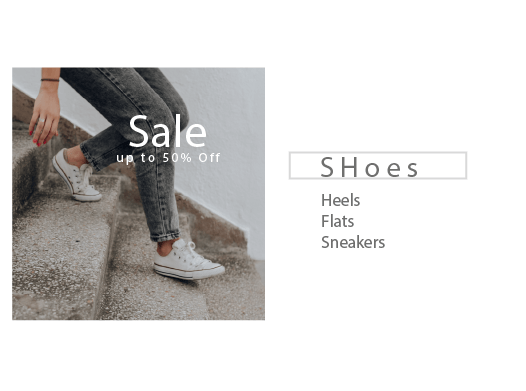 Sale
up to 50% Off
SHoes
Heels
Flats
Sneakers